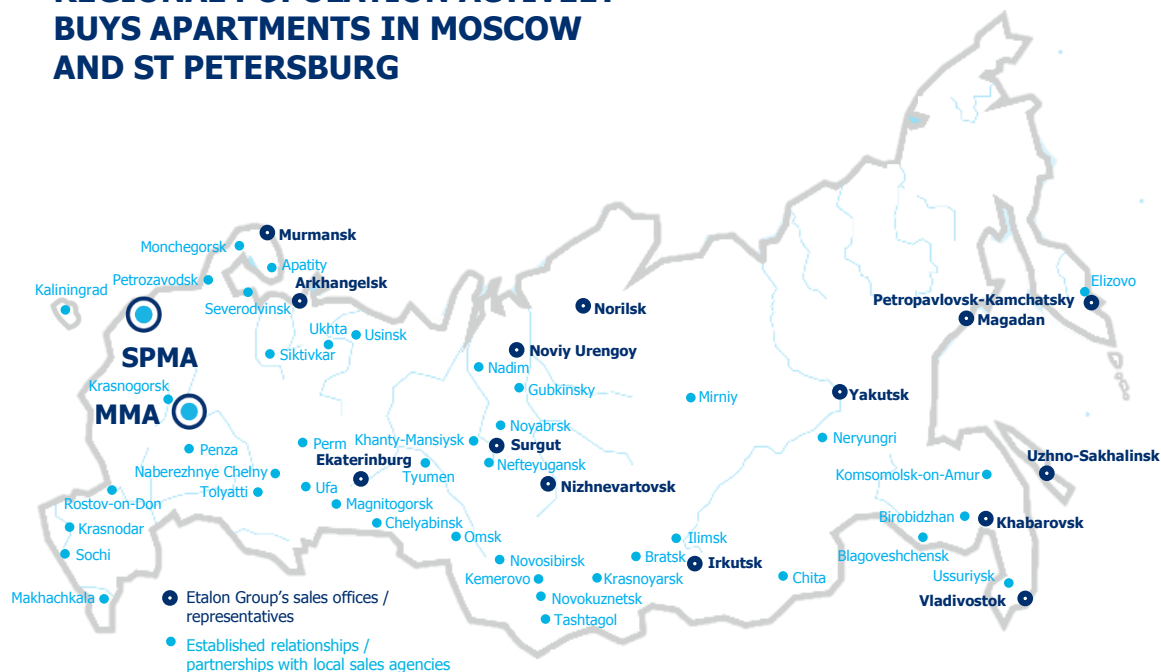 REGIONAL POPULATION ACTIVELY
BUYS APARTMENTS IN MOSCOW
AND ST PETERSBURG
Murmansk
Monchegorsk
Apatity
Petrozavodsk
Arkhangelsk
Kaliningrad
Severodvinsk
Elizovo
Petropavlovsk-Kamchatsky
Norilsk
Magadan
Ukhta
Usinsk
SPMA
Siktivkar
Noviy Urengoy
Nadim
Krasnogorsk
Gubkinsky
Mirniy
Yakutsk
MMA
Noyabrsk
Neryungri
Penza
Perm
Khanty-Mansiysk
Surgut
Uzhno-Sakhalinsk
Ekaterinburg
Nefteyugansk
Naberezhnye Chelny
Tyumen
Komsomolsk-on-Amur
Tolyatti
Ufa
Nizhnevartovsk
Rostov-on-Don
Magnitogorsk
Birobidzhan
Khabarovsk
Krasnodar
Chelyabinsk
Omsk
Ilimsk
Sochi
Novosibirsk
Bratsk
Irkutsk
Blagoveshchensk
Kemerovo
Krasnoyarsk
Chita
Ussuriysk
Makhachkala
Novokuznetsk
Vladivostok
Tashtagol
Etalon Group's sales offices /
representatives
Established relationships /
partnerships with local sales agencies